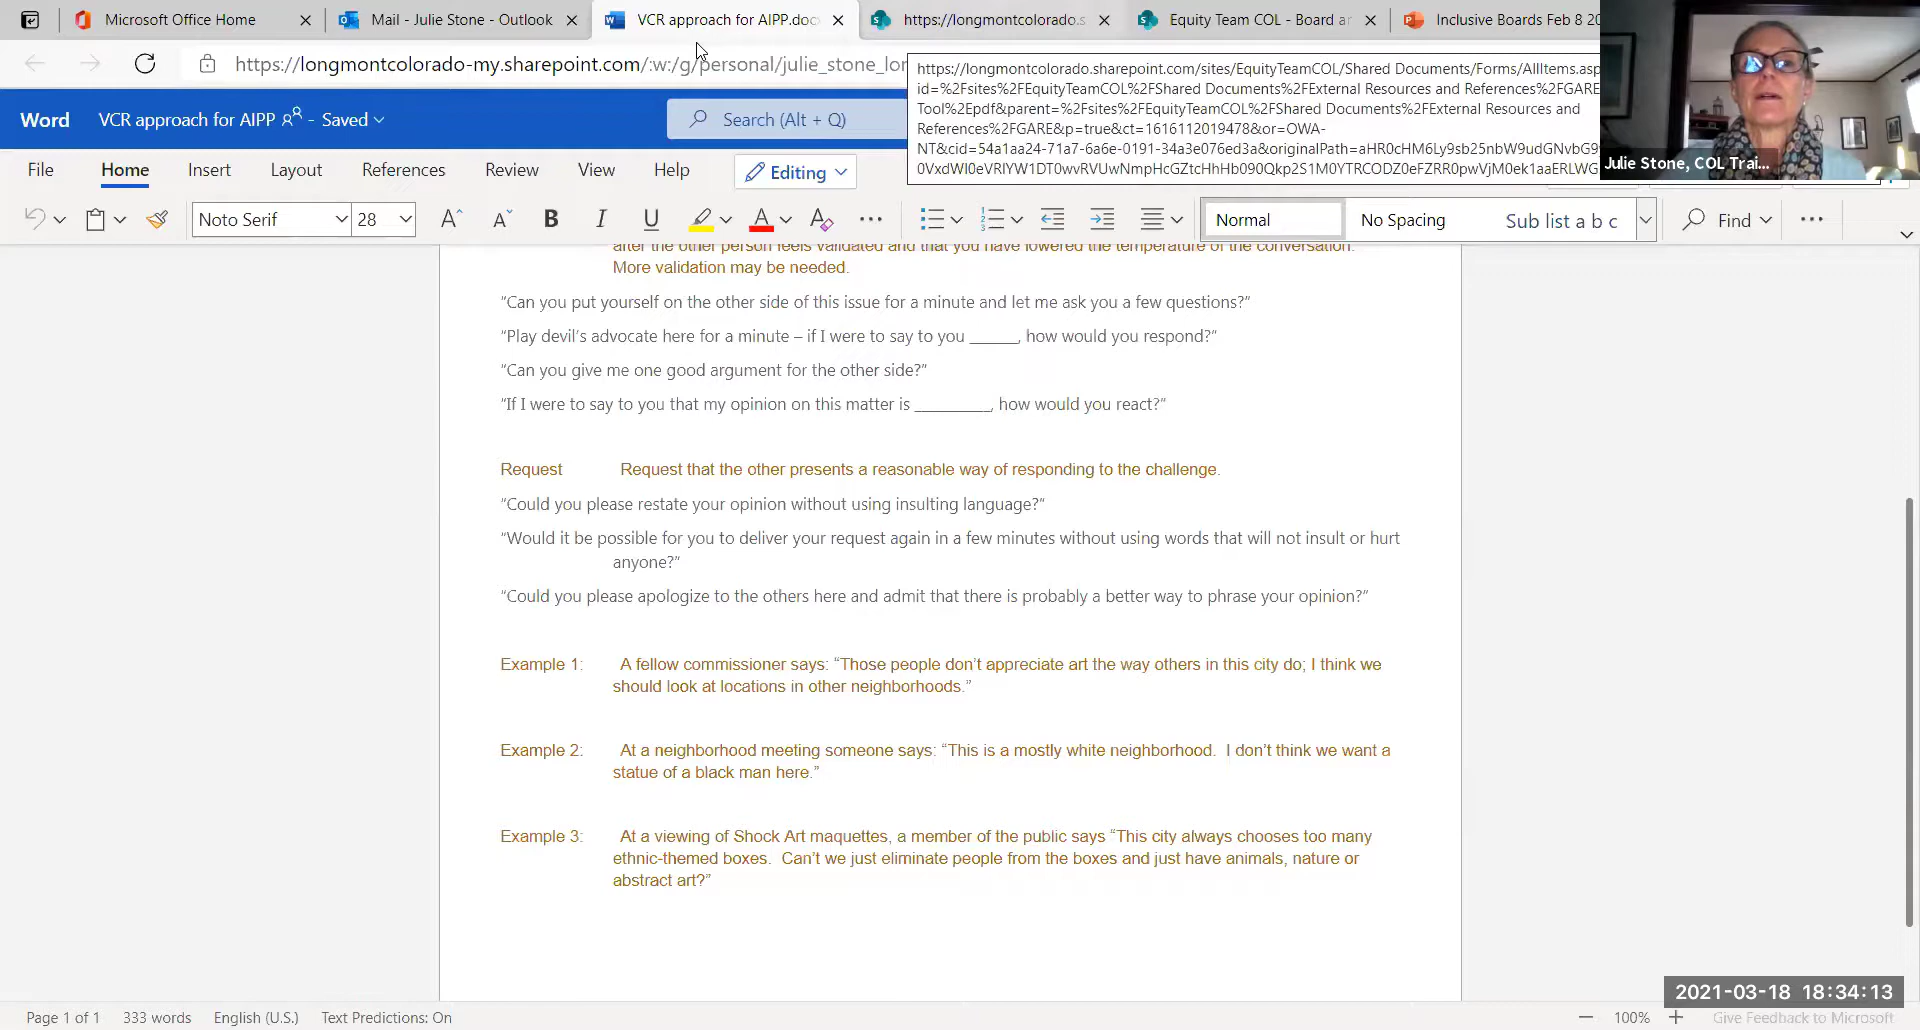 Microsoft Office Home
Mail - Julie Stone - Outlook
VCR approach for AIPP.doc
https://longmontcolorado.s
Equity Team COL - Board ar
Inclusive Boards Feb 8 20
https://longmontcolorado-my.sharepoint.com/:w:/g/personal/julie_stone_lor
https://longmontcolorado.sharepoint.com/sites/EquityTeamCOL/Shared Documents/Forms/AllItems.asp
id=%2Fsites%2FEquityTeamCOL%2FShared Documents%2FExternal Resources and References%2FGARE
Tool%2Epdf&parent=%2Fsites%2FEquityTeamCOL%2FShared Documents%2FExternal Resources and
References%2FGARE&p=true&ct=1616112019478&or=OWA-
NT&cid=54a1aa24-71a7-6a6e-0191-34a3e076ed3a&originalPath=
Julie Stone, COL Trai...
Word
VCR approach for AIPP - Saved
Search (Alt + Q)
File Home Insert Layout References Review View Help Editing
Noto Serif 28 A A B I U A A Normal No Spacing Sub list a b c Find
after the other person feels validated and that you have lowered the temperature of the conversation.
More validation may be needed.
“Can you put yourself on the other side of this issue for a minute and let me ask you a few questions?”
“Play devil’s advocate here for a minute – if I were to say to you ______, how would you respond?”
“Can you give me one good argument for the other side?”
“If I were to say to you that my opinion on this matter is _________, how would you react?”
Request Request that the other presents a reasonable way of responding to the challenge.
“Could you please restate your opinion without using insulting language?”
“Would it be possible for you to deliver your request again in a few minutes without using words that will not insult or hurt
anyone?”
“Could you please apologize to the others here and admit that there is probably a better way to phrase your opinion?”
Example 1: A fellow commissioner says: “Those people don’t appreciate art the way others in this city do; I think we
should look at locations in other neighborhoods.”
Example 2: At a neighborhood meeting someone says: “This is a mostly white neighborhood.  I don’t think we want a
statue of a black man here.”
Example 3: At a viewing of Shock Art maquettes, a member of the public says “This city always chooses too many
ethnic-themed boxes.  Can’t we just eliminate people from the boxes and just have animals, nature or
abstract art?”
2021-03-18 18:34:13
Page 1 of 1 333 words English (U.S.) Text Predictions: On 100% Give Feedback to Microsoft